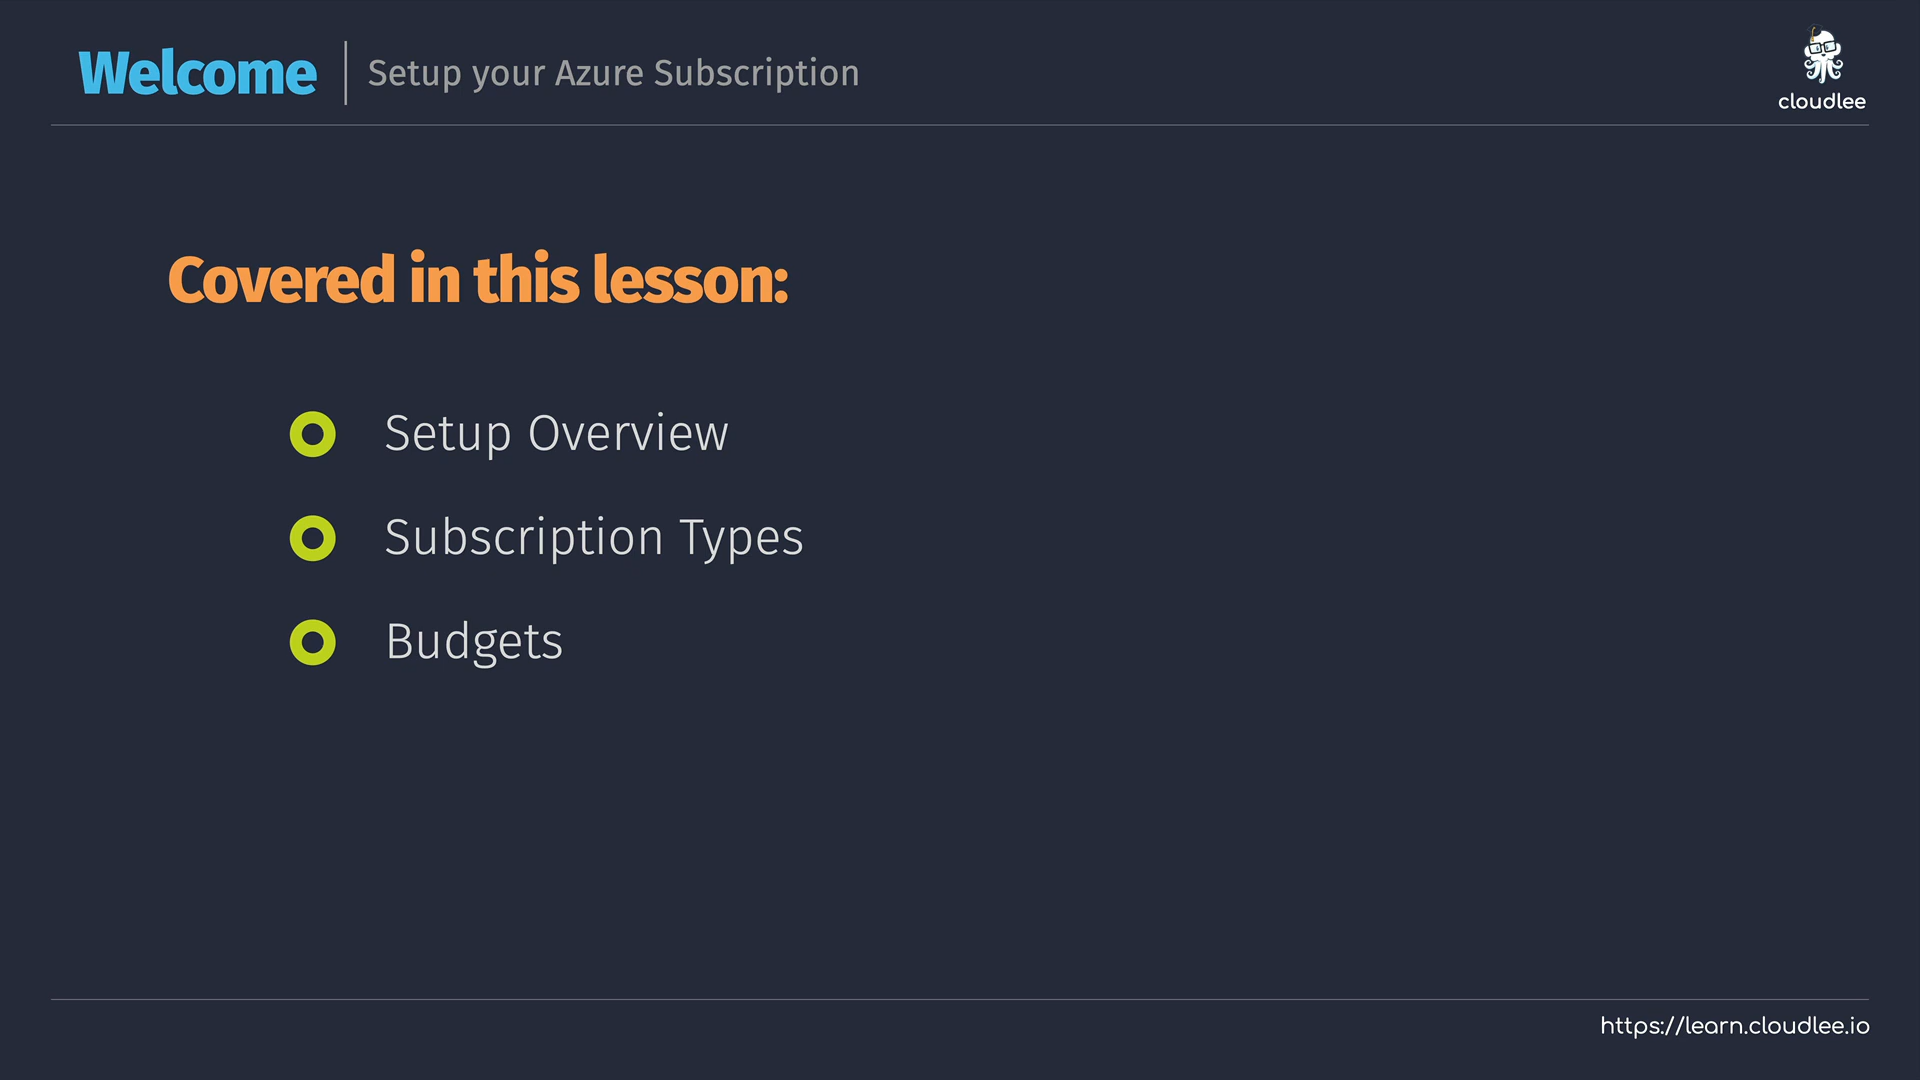 Welcome
Setup your Azure Subscription
cloudlee
Covered in this lesson:
Setup Overview
Subscription Types
Budgets
https://learn.cloudlee.io